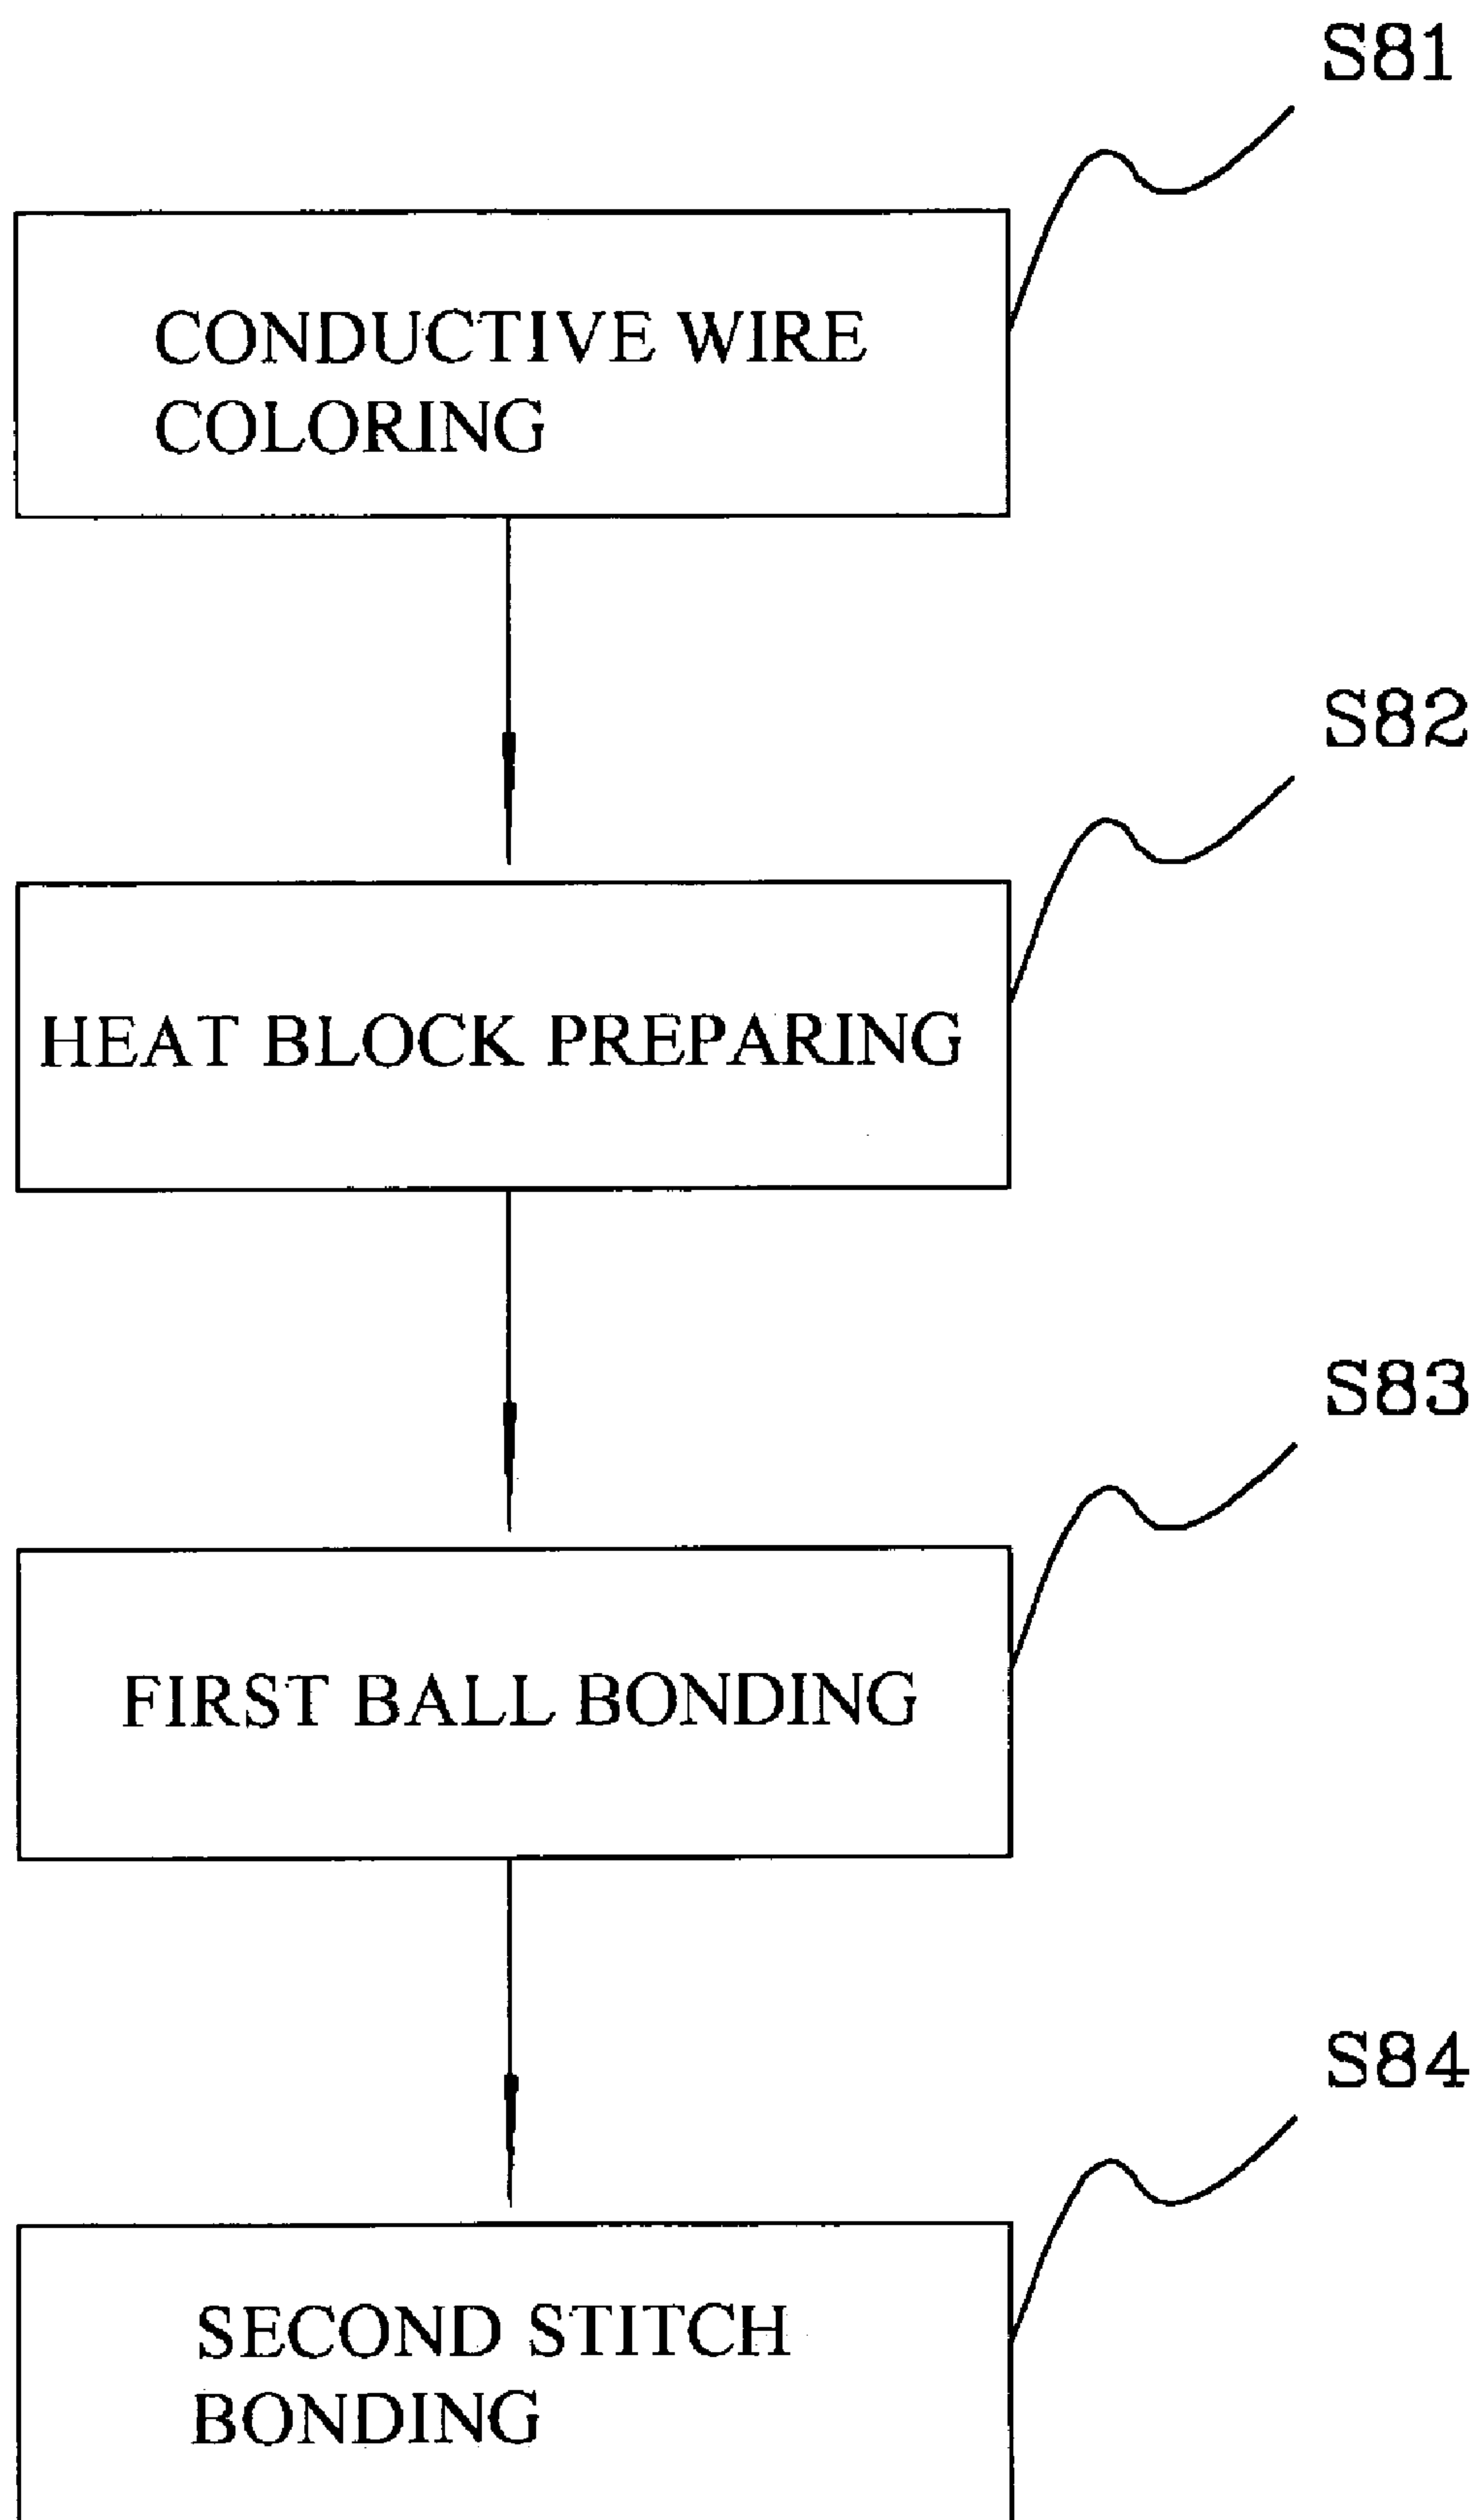 S81
CONDUCTIVE WIRE
COLORING
S82
HEAT BLOCK PREPARING
S83
FIRST BALL BONDING
S84
SECOND STITCH
BONDING